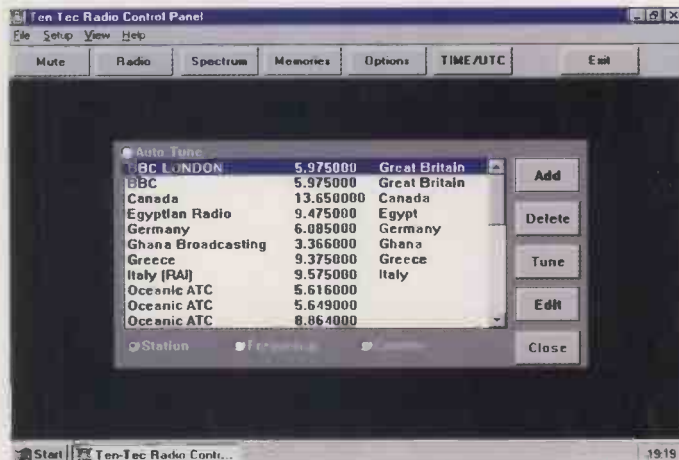 Ten Tec Radio Control Panel
File Setup View Help
Mute Radio Spectrum Memories Options TIME/UTC Exit
Auto Tune
BBC LONDON 5.975000 Great Britain
BBC 5.975000 Great Britain
Canada 13.650000 Canada
Egyptian Radio 9.475000 Egypt
Germany 6.085000 Germany
Ghana Broadcasting 3.366000 Ghana
Greece 9.375000 Greece
Italy (RAI) 9.575000 Italy
Oceanic ATC 5.616000
Oceanic ATC 5.649000
Oceanic ATC 8.864000
Add
Delete
Tune
Edit
Close
Station
Start Ten-Tec Radio Contr... 19:19